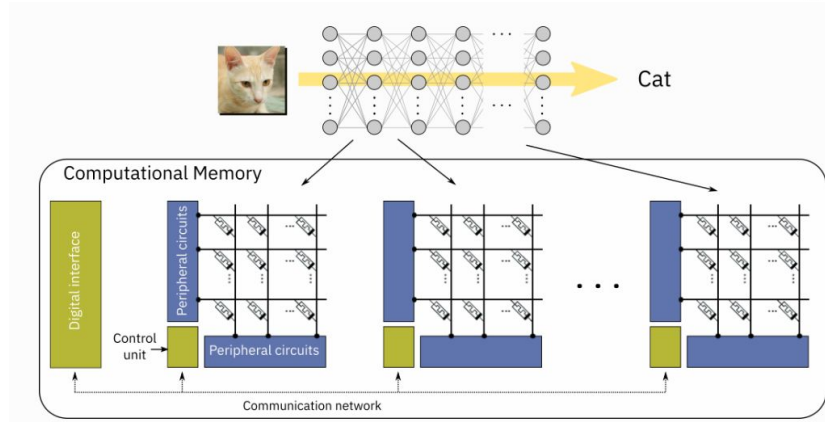 Cat
Computational Memory
Digital interface
Peripheral circuits
Control
unit
Peripheral circuits
Communication network